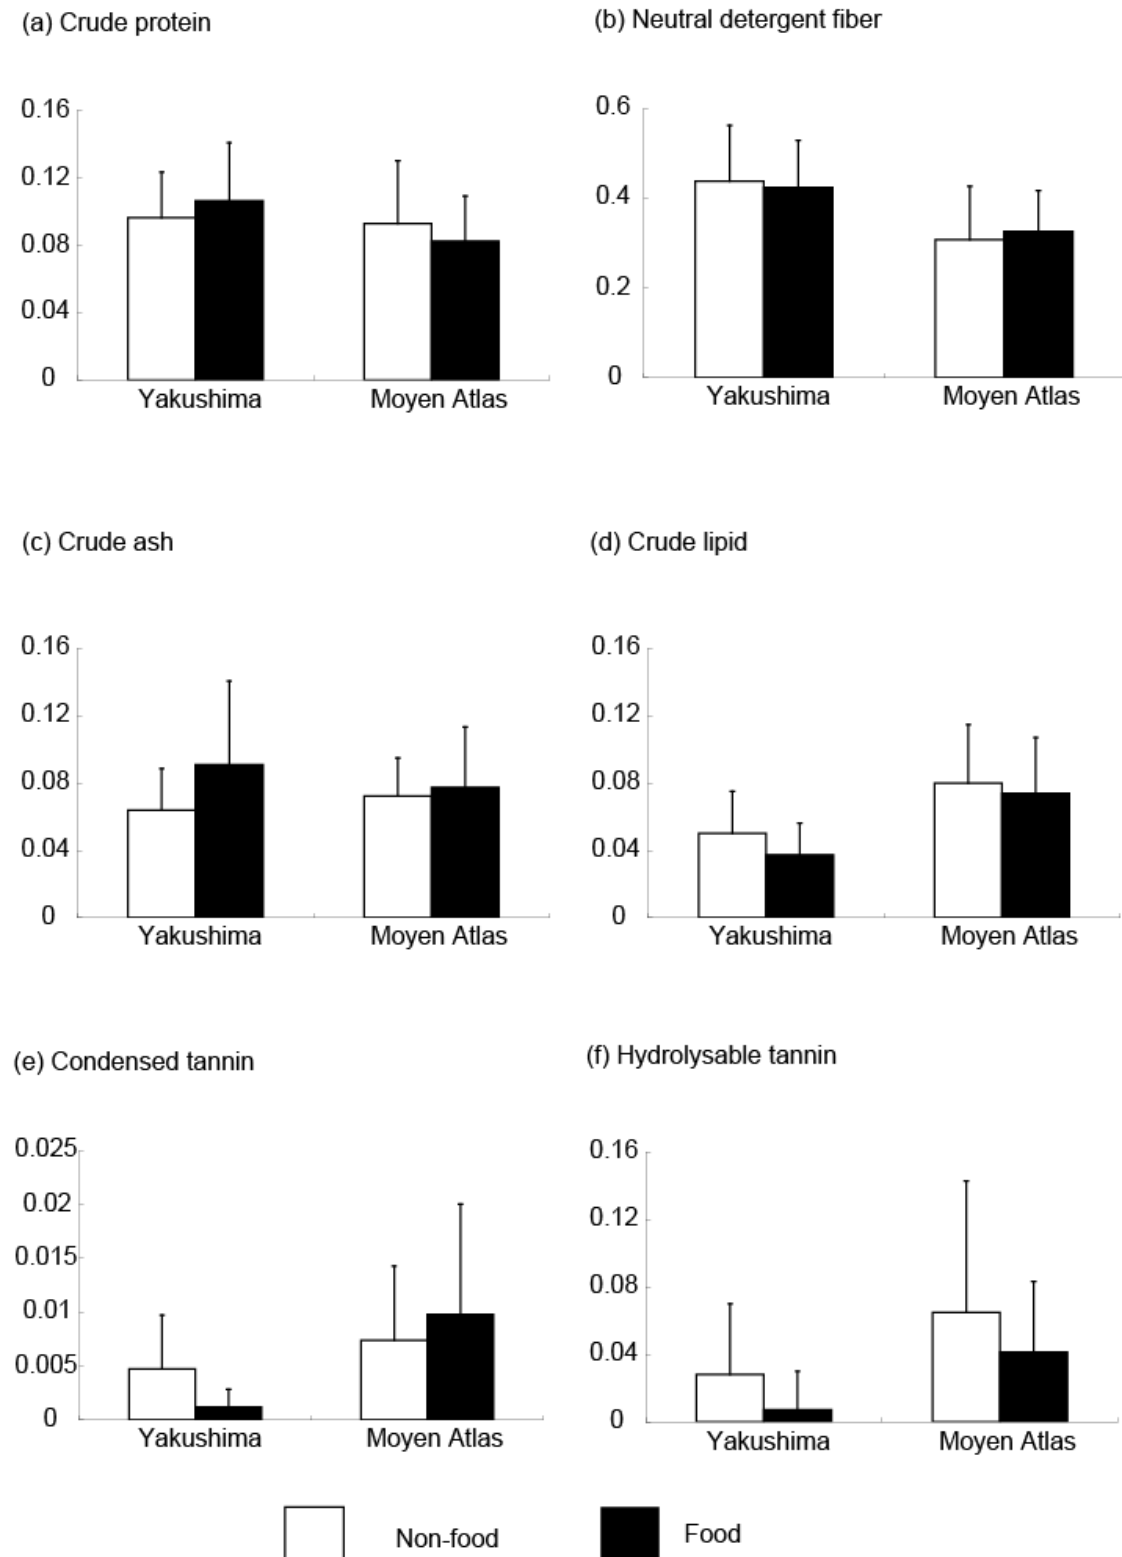 (a) Crude protein
0.16
0.12
0.08
0.04
0
Yakushima Moyen Atlas
(b) Neutral detergent fiber
0.6
0.4
0.2
0
Yakushima Moyen Atlas
(c) Crude ash
0.16
0.12
0.08
0.04
0
Yakushima Moyen Atlas
(d) Crude lipid
0.16
0.12
0.08
0.04
0
Yakushima Moyen Atlas
(e) Condensed tannin
0.025
0.02
0.015
0.01
0.005
0
Yakushima Moyen Atlas
(f) Hydrolysable tannin
0.16
0.12
0.08
0.04
0
Yakushima Moyen Atlas
Non-food Food